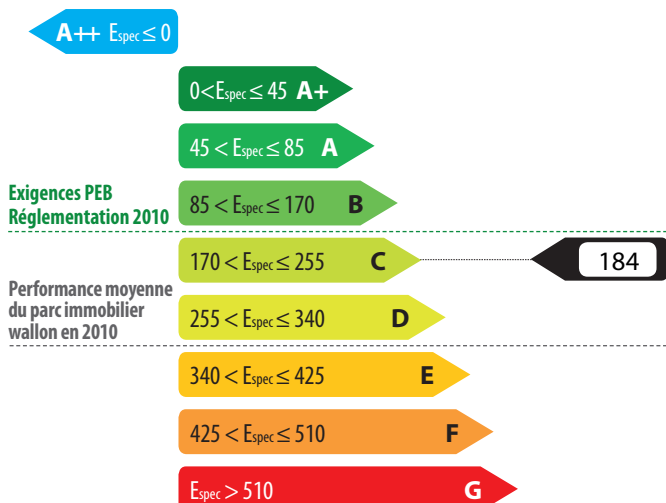 A++ Espec ≤ 0
0<Espec ≤ 45 A+
45 < Espec ≤ 85 A
Exigences PEB
Réglementation 2010
85 < Espec ≤ 170 B
170 < Espec ≤ 255 C
184
Performance moyenne
du parc immobilier
wallon en 2010
255 < Espec ≤ 340 D
340 < Espec ≤ 425 E
425 < Espec ≤ 510 F
Espec > 510 G